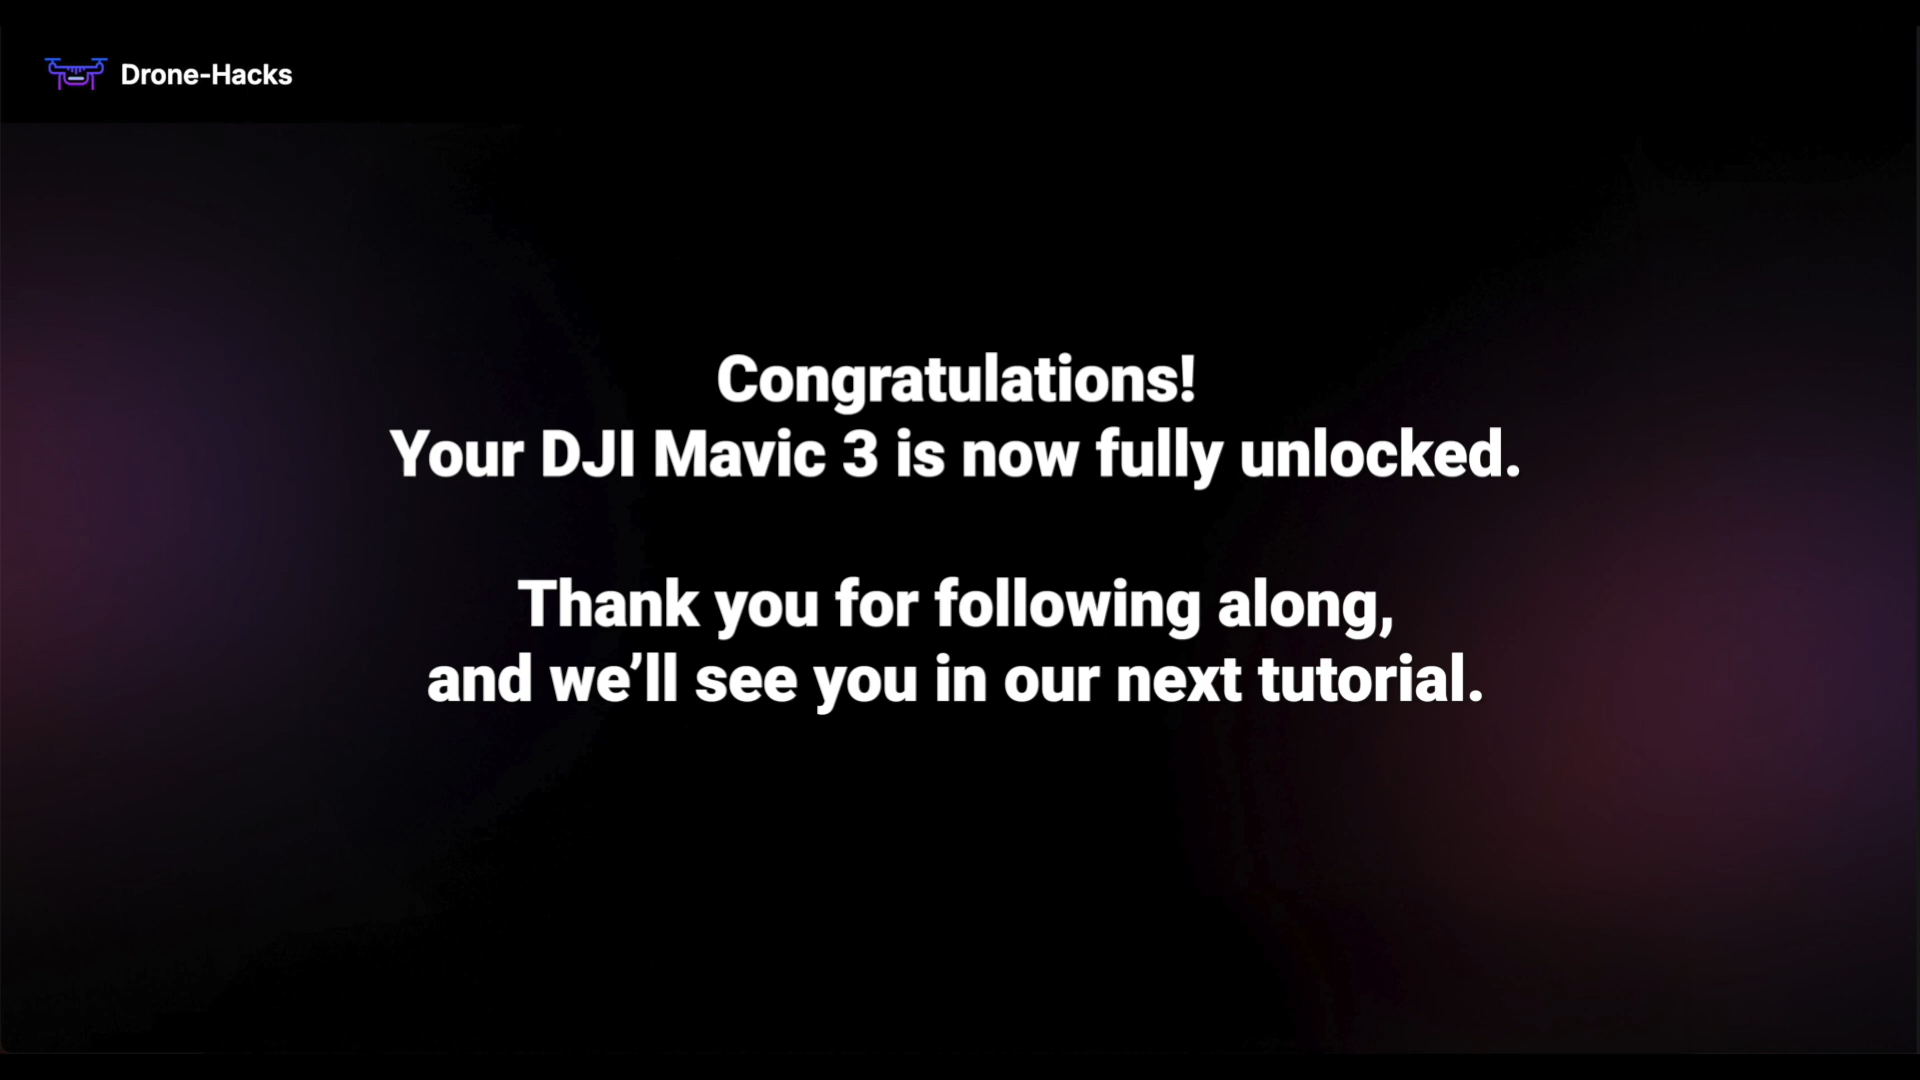 Drone-Hacks
Congratulations!
Your DJI Mavic 3 is now fully unlocked.
Thank you for following along,
and we’ll see you in our next tutorial.